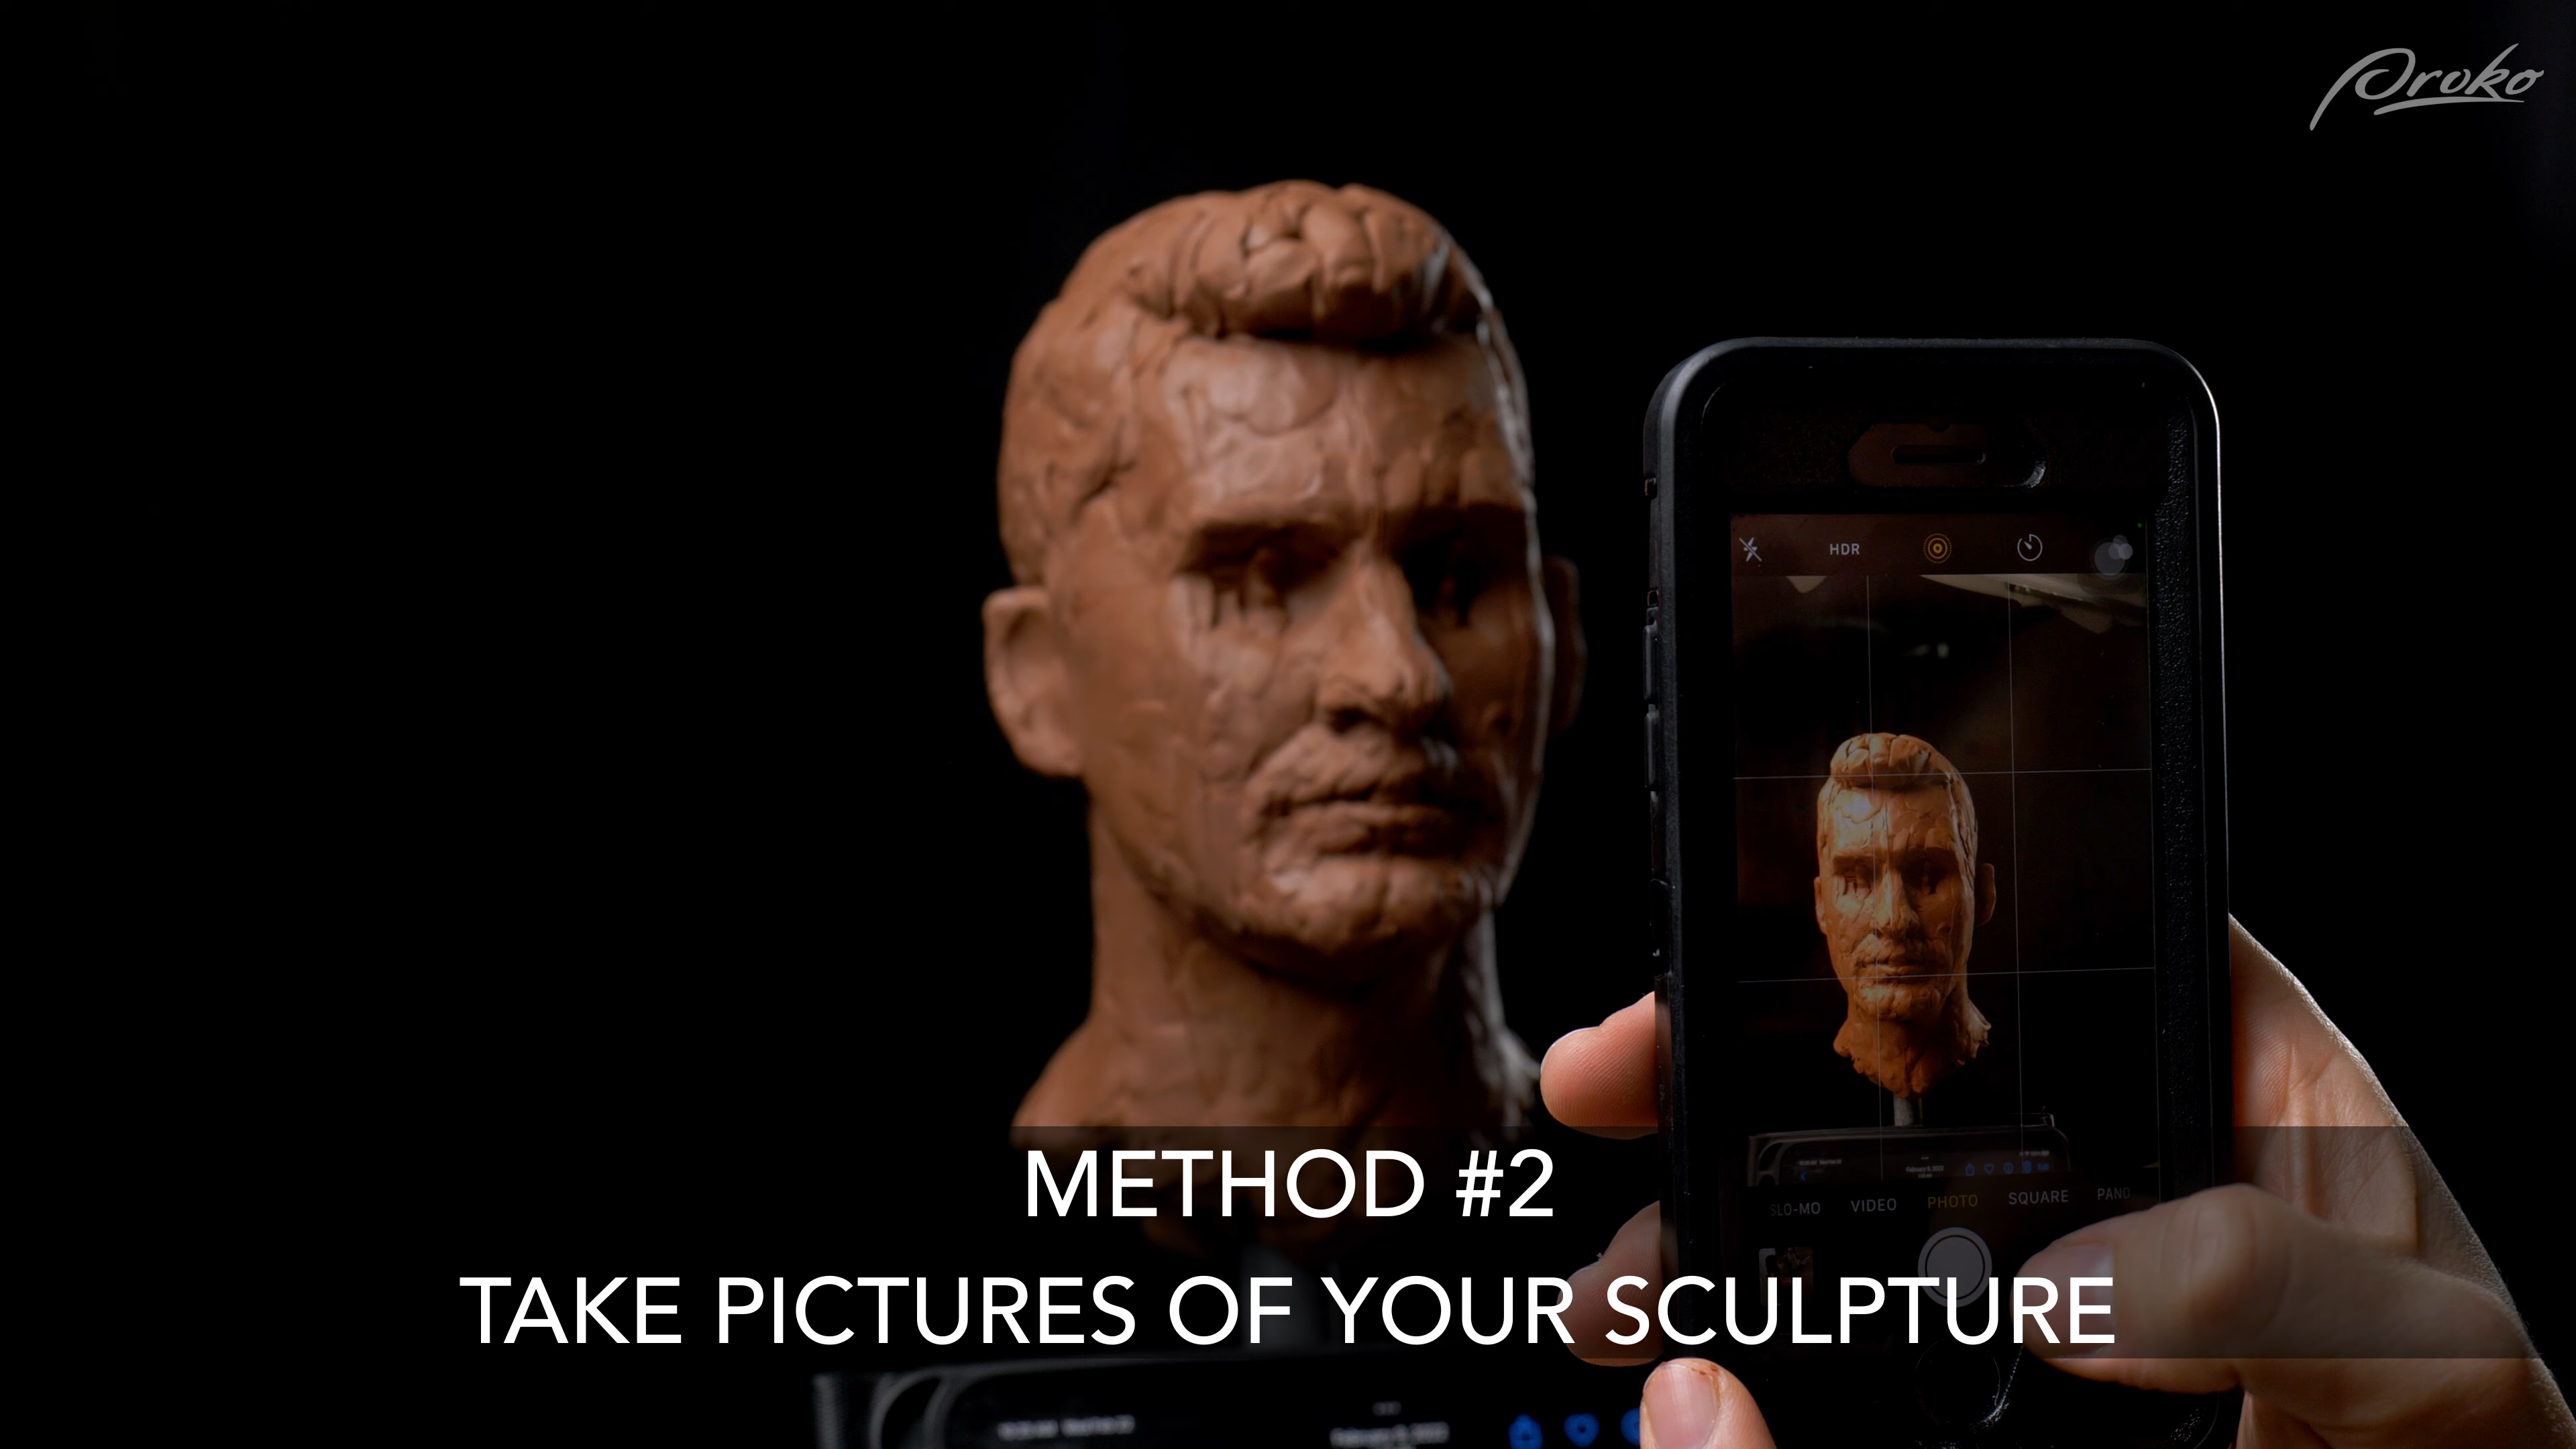 Proko
HDR
SLO-MO VIDEO PHOTO SQUARE PANO
METHOD #2
TAKE PICTURES OF YOUR SCULPTURE